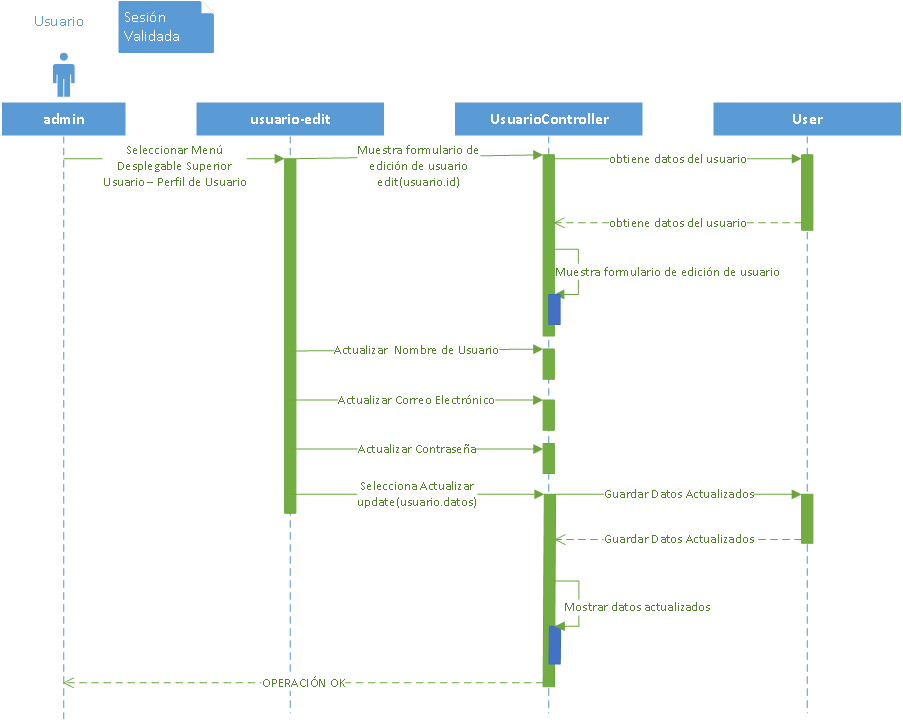 Usuario
Sesión
Validada
admin
usuario-edit
UsuarioController
User
Seleccionar Menú
Desplegable Superior
Usuario – Perfil de Usuario
Muestra formulario de
edición de usuario
edit(usuario.id)
obtiene datos del usuario
obtiene datos del usuario
Muestra formulario de edición de usuario
Actualizar Nombre de Usuario
Actualizar Correo Electrónico
Actualizar Contraseña
Selecciona Actualizar
update(usuario.datos)
Guardar Datos Actualizados
Guardar Datos Actualizados
Mostrar datos actualizados
OPERACIÓN OK